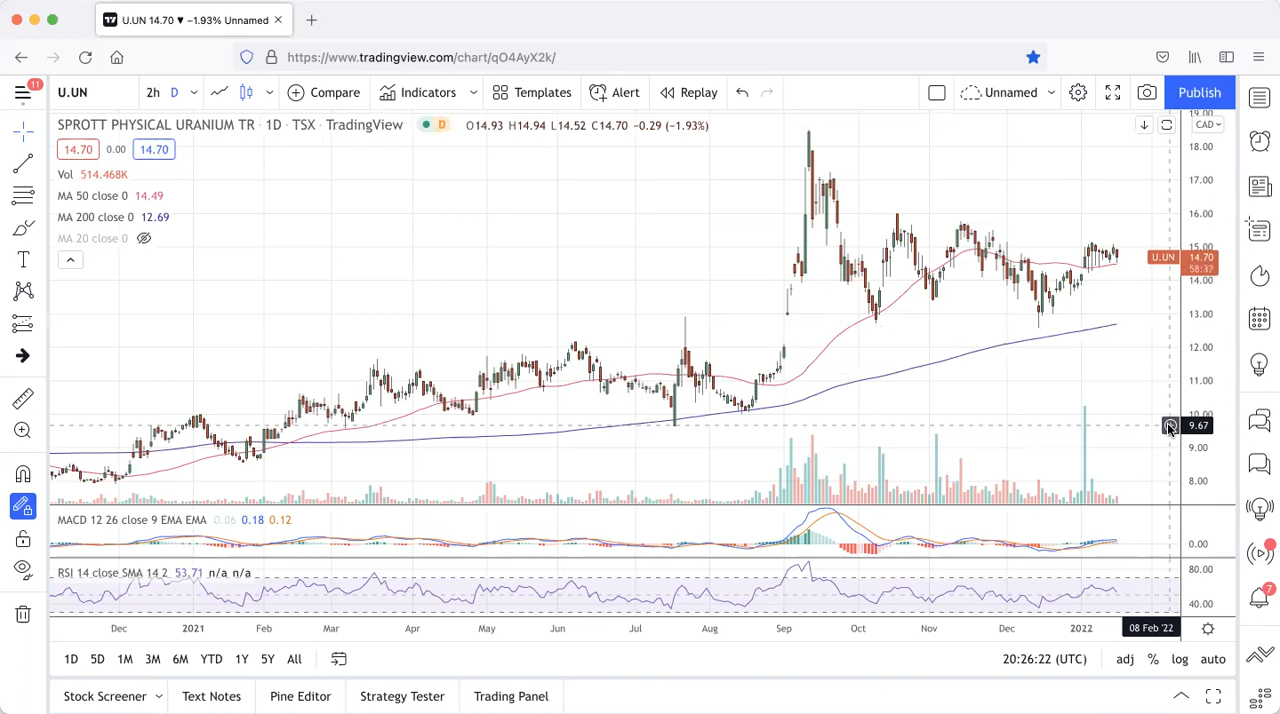 U.UN 14.70 ▼ −1.93% Unnamed
https://www.tradingview.com/chart/qO4AyX2k/
11
U.UN 2h D Compare Indicators Templates Alert Replay Unnamed Publish
SPROTT PHYSICAL URANIUM TR · 1D · TSX · TradingView D O14.93 H14.94 L14.52 C14.70 −0.29 (−1.93%)
CAD
14.70 0.00 14.70
Vol 514.468K
MA 50 close 0 14.49
MA 200 close 0 12.69
MA 20 close 0
19.00
18.00
17.00
16.00
15.00
U.UN 14.70
58:37
14.00
13.00
12.00
11.00
10.00
9.67
9.00
8.00
MACD 12 26 close 9 EMA EMA 0.06 0.18 0.12
0.00
RSI 14 close SMA 14 2 53.71 n/a n/a
80.00
40.00
Dec 2021 Feb Mar Apr May Jun Jul Aug Sep Oct Nov Dec 2022 08 Feb '22
1D 5D 1M 3M 6M YTD 1Y 5Y All 20:26:22 (UTC) adj % log auto
Stock Screener Text Notes Pine Editor Strategy Tester Trading Panel
7